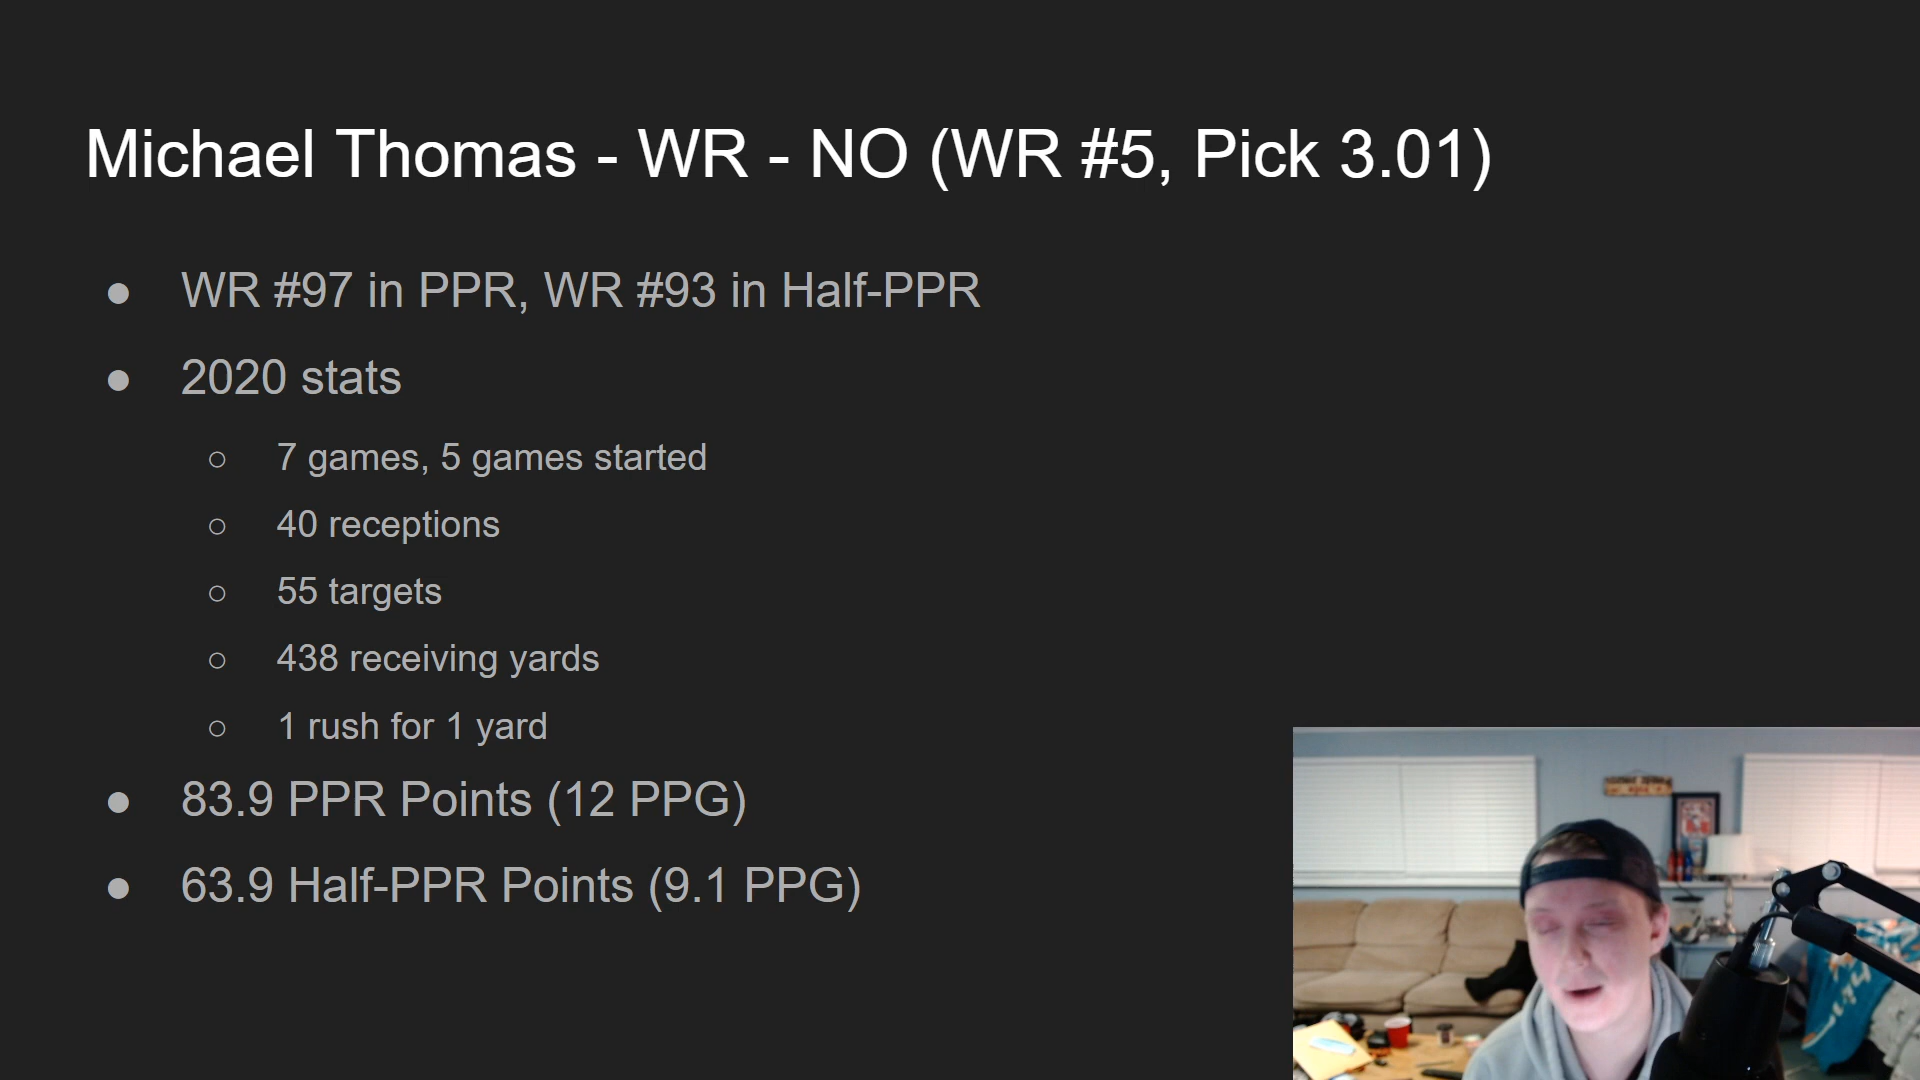 Michael Thomas - WR - NO (WR #5, Pick 3.01)
● WR #97 in PPR, WR #93 in Half-PPR
● 2020 stats
○ 7 games, 5 games started
○ 40 receptions
○ 55 targets
○ 438 receiving yards
○ 1 rush for 1 yard
● 83.9 PPR Points (12 PPG)
● 63.9 Half-PPR Points (9.1 PPG)